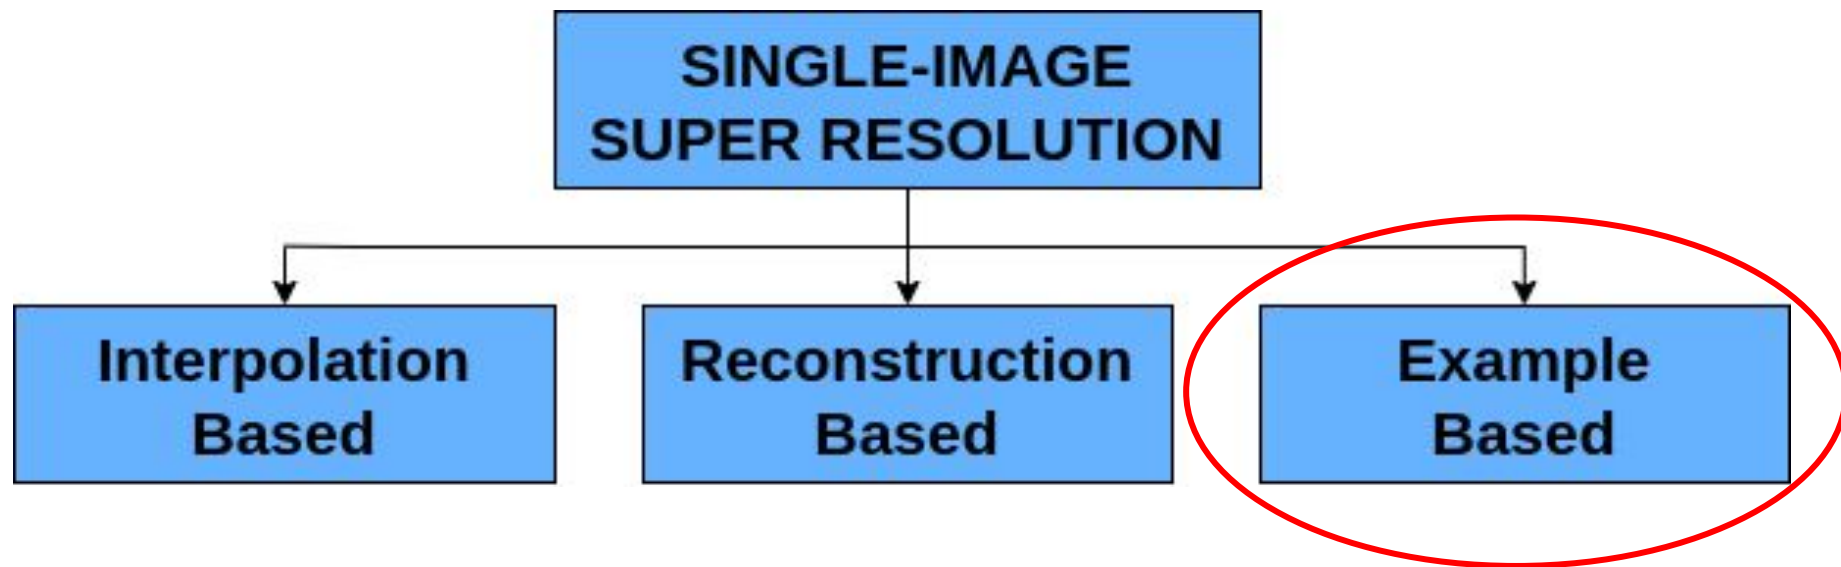 SINGLE-IMAGE
SUPER RESOLUTION
Interpolation
Based
Reconstruction
Based
Example
Based